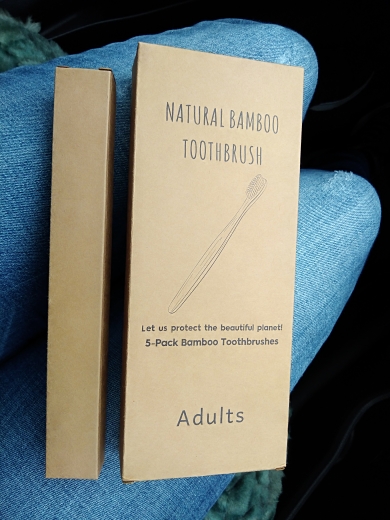 NATURAL BAMBOO
TOOTHBRUSH
Let us protect the beautiful planet!
5-Pack Bamboo Toothbrushes
Adults